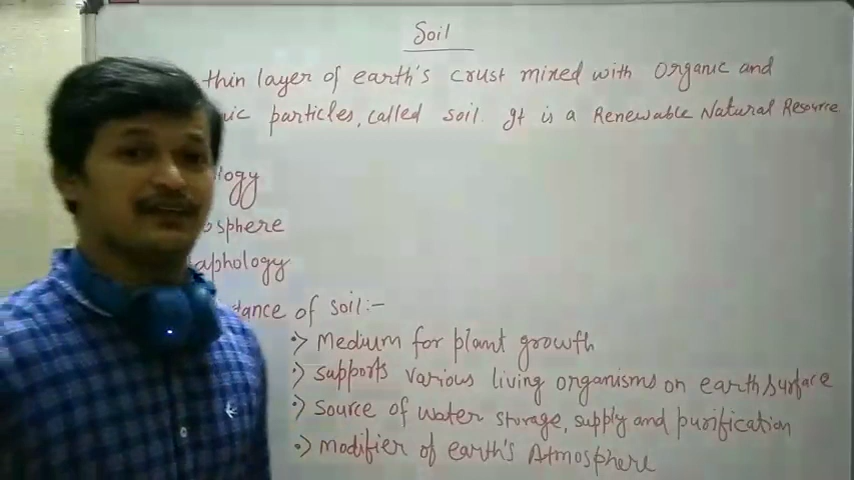 Soil
thin layer of earth's crust mixed with organic and
ic particles, called soil. It is a Renewable Natural Resource
logy
osphere
aphology
tance of soil:-
•> Medium for plant growth
•> supports various living organisms on earth surface
•> Source of water storage, supply and purification
•> modifier of earth's Atmosphere